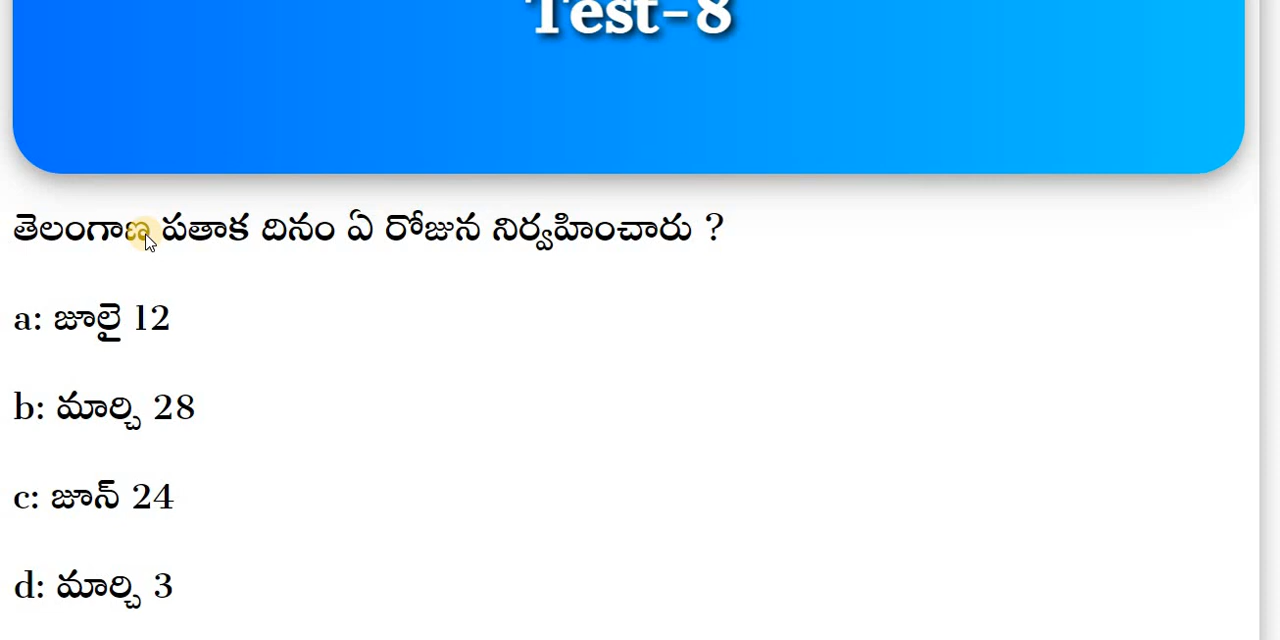 Test-8
తెలంగాణ పతాక దినం ఏ రోజున నిర్వహించారు ?
a: జూలై 12
b: మార్చి 28
c: జూన్ 24
d: మార్చి 3